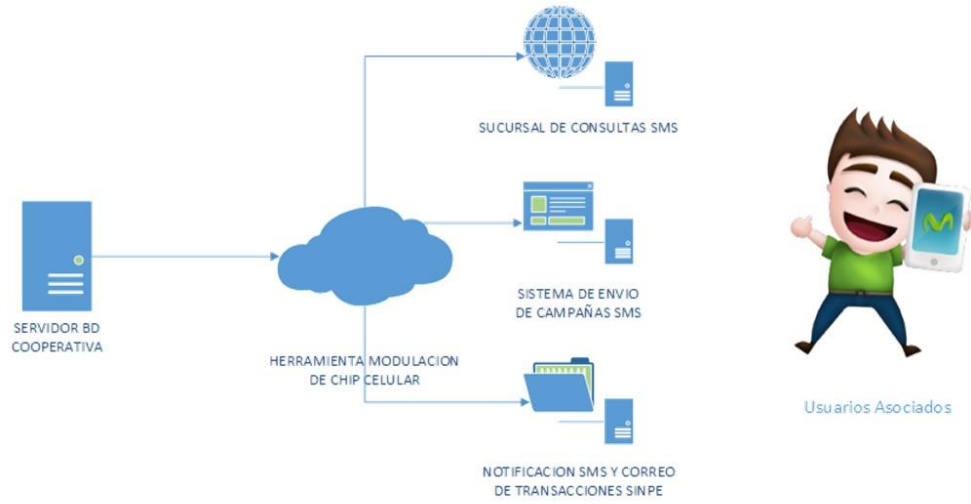 SUCURSAL DE CONSULTAS SMS
SISTEMA DE ENVIO
DE CAMPAÑAS SMS
SERVIDOR BD
COOPERATIVA
HERRAMIENTA MODULACION
DE CHIP CELULAR
NOTIFICACION SMS Y CORREO
DE TRANSACCIONES SINPE
Usuarios Asociados